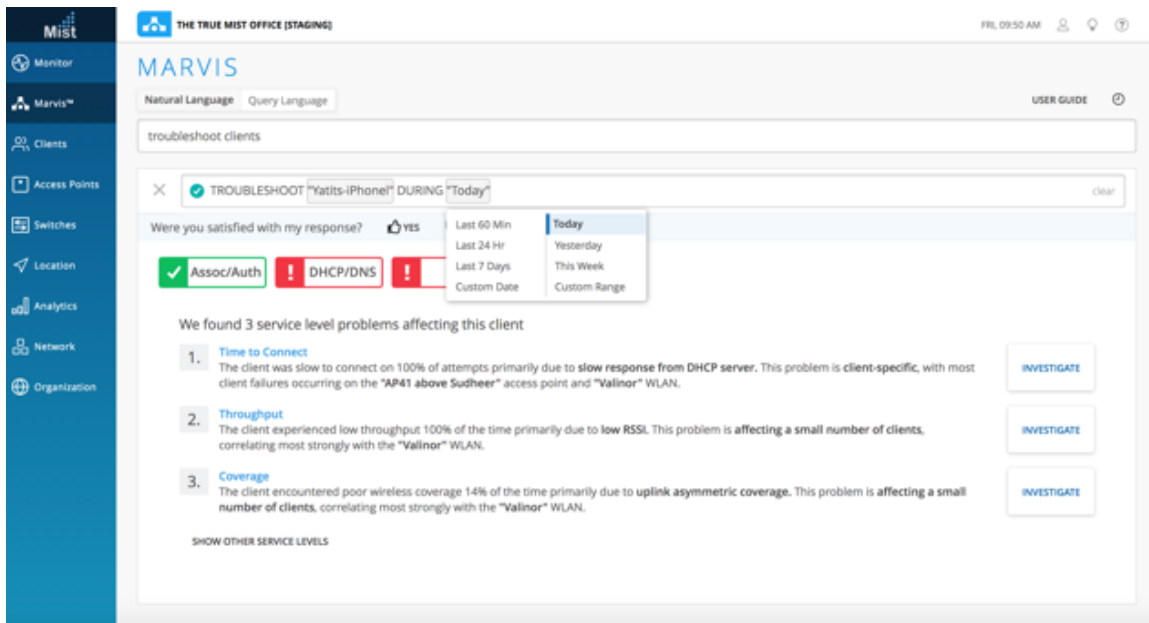 Mist
THE TRUE MIST OFFICE [STAGING]
FRI, 09:50 AM
Monitor
Marvis™
Clients
Access Points
Switches
Location
Analytics
Network
Organization
MARVIS
Natural Language Query Language
USER GUIDE
troubleshoot clients
TROUBLESHOOT "Yatits-iPhonel" DURING "Today"
clear
Were you satisfied with my response? YES
Last 60 Min Today
Last 24 Hr Yesterday
Last 7 Days This Week
Custom Date Custom Range
Assoc/Auth ! DHCP/DNS !
We found 3 service level problems affecting this client
1. Time to Connect
The client was slow to connect on 100% of attempts primarily due to slow response from DHCP server. This problem is client-specific, with most
client failures occurring on the "AP41 above Sudheer" access point and "Valinor" WLAN.
INVESTIGATE
2. Throughput
The client experienced low throughput 100% of the time primarily due to low RSSI. This problem is affecting a small number of clients,
correlating most strongly with the "Valinor" WLAN.
INVESTIGATE
3. Coverage
The client encountered poor wireless coverage 14% of the time primarily due to uplink asymmetric coverage. This problem is affecting a small
number of clients, correlating most strongly with the "Valinor" WLAN.
INVESTIGATE
SHOW OTHER SERVICE LEVELS